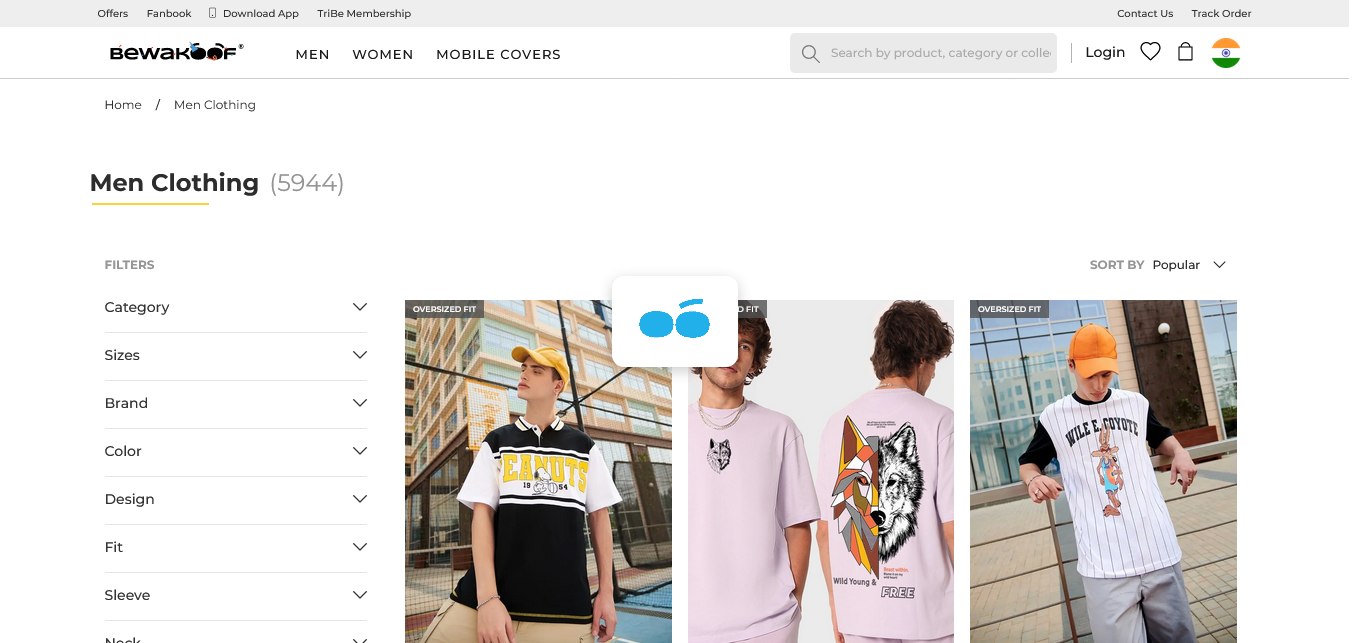 Offers Fanbook Download App TriBe Membership Contact Us Track Order
BEWAKOOF® MEN WOMEN MOBILE COVERS Search by product, category or colle Login
Home / Men Clothing
Men Clothing (5944)
FILTERS SORT BY Popular
Category
Sizes
Brand
Color
Design
Fit
Sleeve
Neck
OVERSIZED FIT
PEANUTS
19 54
D FIT
Wild Young &
FREE
OVERSIZED FIT
WILE E. COYOTE